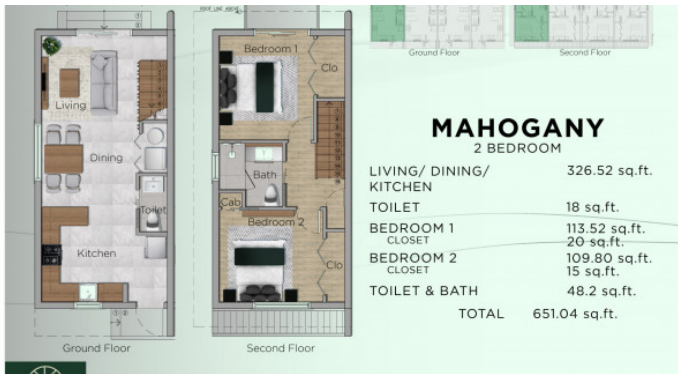 ROOF LINE ABOVE
Living
Dining
Toilet
Kitchen
Ground Floor
Bedroom 1
Clo
Bath
Cab
Bedroom 2
Clo
Second Floor
Ground Floor
Second Floor
MAHOGANY
2 BEDROOM
LIVING/ DINING/ 326.52 sq.ft.
KITCHEN
TOILET 18 sq.ft.
BEDROOM 1 113.52 sq.ft.
CLOSET 20 sq.ft.
BEDROOM 2 109.80 sq.ft.
CLOSET 15 sq.ft.
TOILET & BATH 48.2 sq.ft.
TOTAL 651.04 sq.ft.